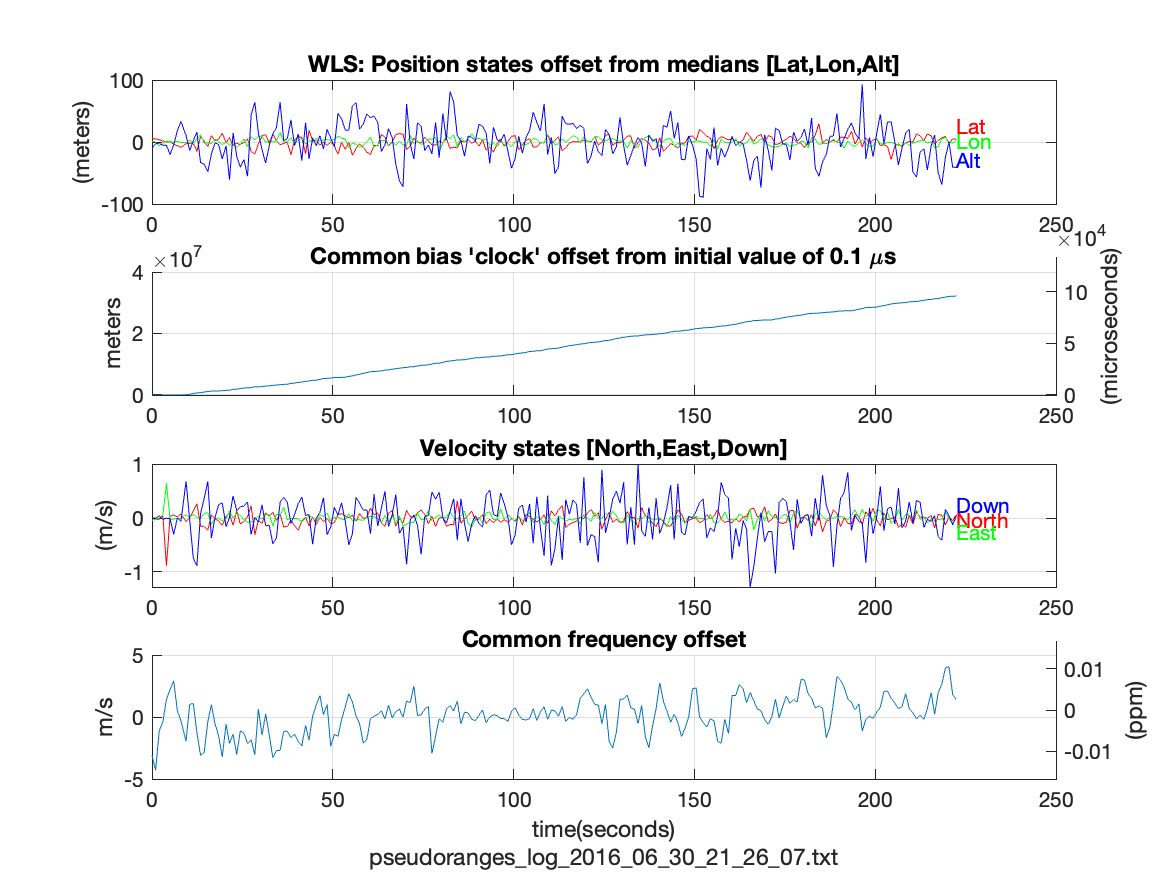 WLS: Position states offset from medians [Lat,Lon,Alt]
100
0
-100
(meters)
Lat
Lon
Alt
0 50 100 150 200 250
Common bias 'clock' offset from initial value of 0.1 μs
×10⁷
×10⁴
4
2
0
meters
10
5
0
(microseconds)
0 50 100 150 200 250
Velocity states [North,East,Down]
1
0
-1
(m/s)
Down
North
East
0 50 100 150 200 250
Common frequency offset
5
0
-5
m/s
0.01
0
-0.01
(ppm)
0 50 100 150 200 250
time(seconds)
pseudoranges_log_2016_06_30_21_26_07.txt